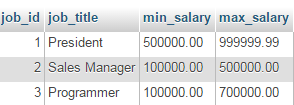 job_id job_title min_salary max_salary
1 President 500000.00 999999.99
2 Sales Manager 100000.00 500000.00
3 Programmer 100000.00 700000.00